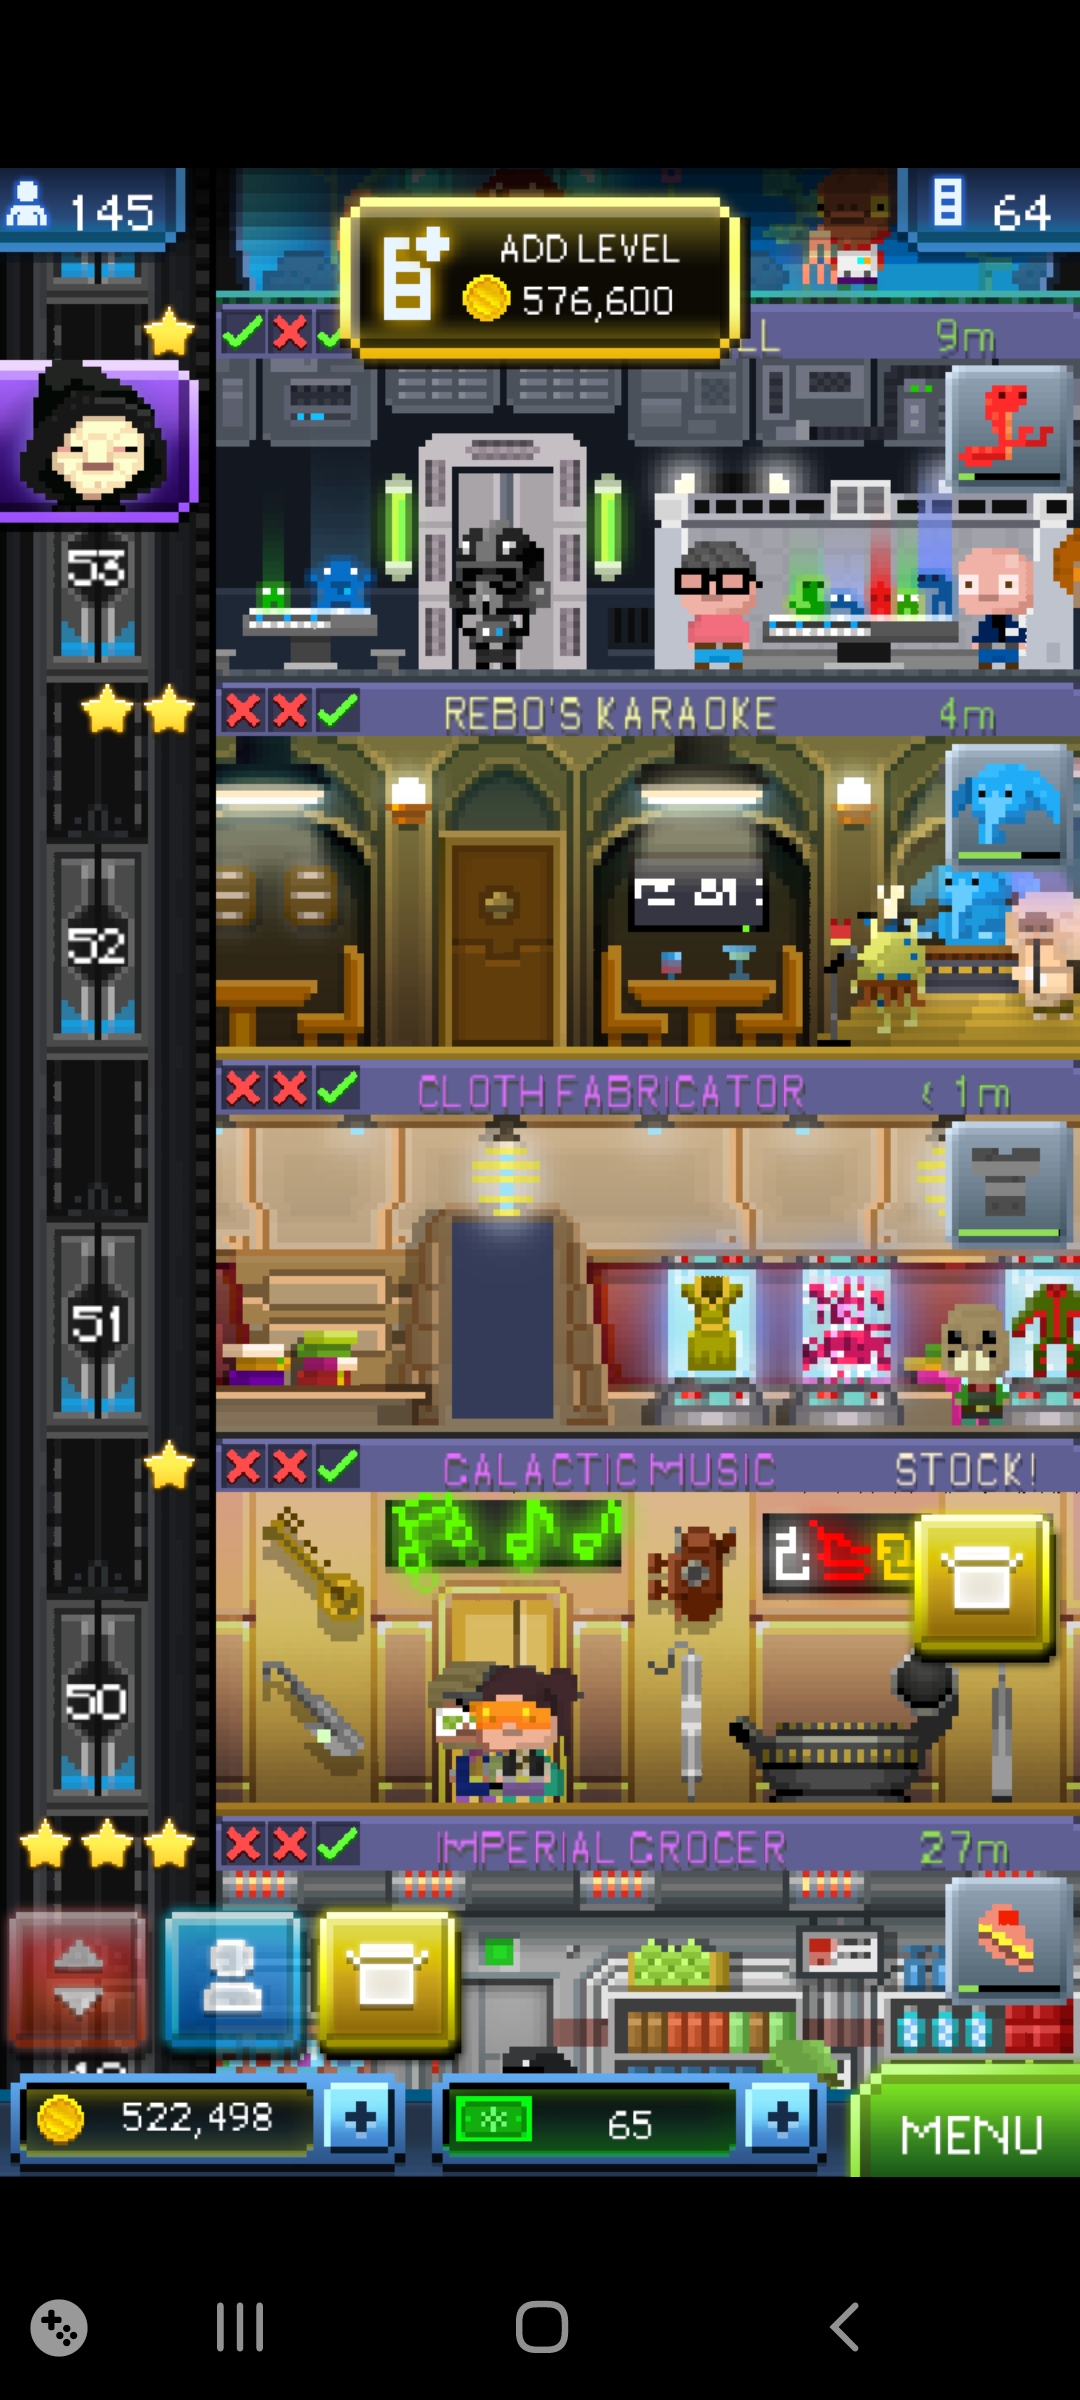 145
ADD LEVEL
576,600
64
LL
9m
53
REBO'S KARAOKE
4m
52
CLOTH FABRICATOR
< 1m
51
GALACTIC MUSIC
STOCK!
50
IMPERIAL GROCER
27m
522,498
65
MENU